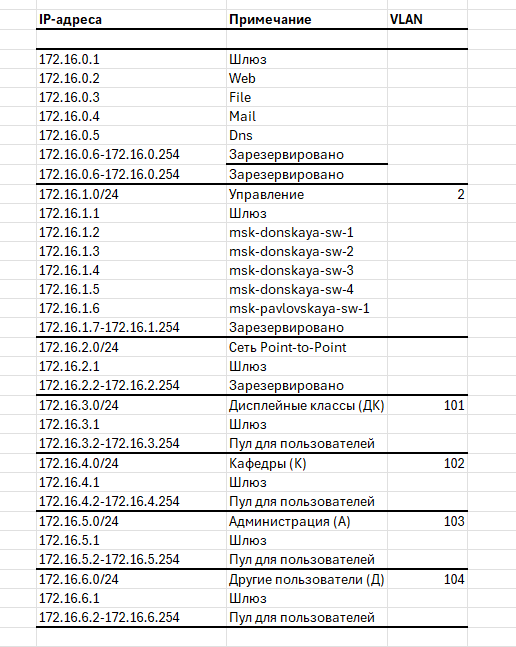 IP-адреса Примечание VLAN
172.16.0.1 Шлюз
172.16.0.2 Web
172.16.0.3 File
172.16.0.4 Mail
172.16.0.5 Dns
172.16.0.6-172.16.0.254 Зарезервировано
172.16.0.6-172.16.0.254 Зарезервировано
172.16.1.0/24 Управление 2
172.16.1.1 Шлюз
172.16.1.2 msk-donskaya-sw-1
172.16.1.3 msk-donskaya-sw-2
172.16.1.4 msk-donskaya-sw-3
172.16.1.5 msk-donskaya-sw-4
172.16.1.6 msk-pavlovskaya-sw-1
172.16.1.7-172.16.1.254 Зарезервировано
172.16.2.0/24 Сеть Point-to-Point
172.16.2.1 Шлюз
172.16.2.2-172.16.2.254 Зарезервировано
172.16.3.0/24 Дисплейные классы (ДК) 101
172.16.3.1 Шлюз
172.16.3.2-172.16.3.254 Пул для пользователей
172.16.4.0/24 Кафедры (К) 102
172.16.4.1 Шлюз
172.16.4.2-172.16.4.254 Пул для пользователей
172.16.5.0/24 Администрация (А) 103
172.16.5.1 Шлюз
172.16.5.2-172.16.5.254 Пул для пользователей
172.16.6.0/24 Другие пользователи (Д) 104
172.16.6.1 Шлюз
172.16.6.2-172.16.6.254 Пул для пользователей